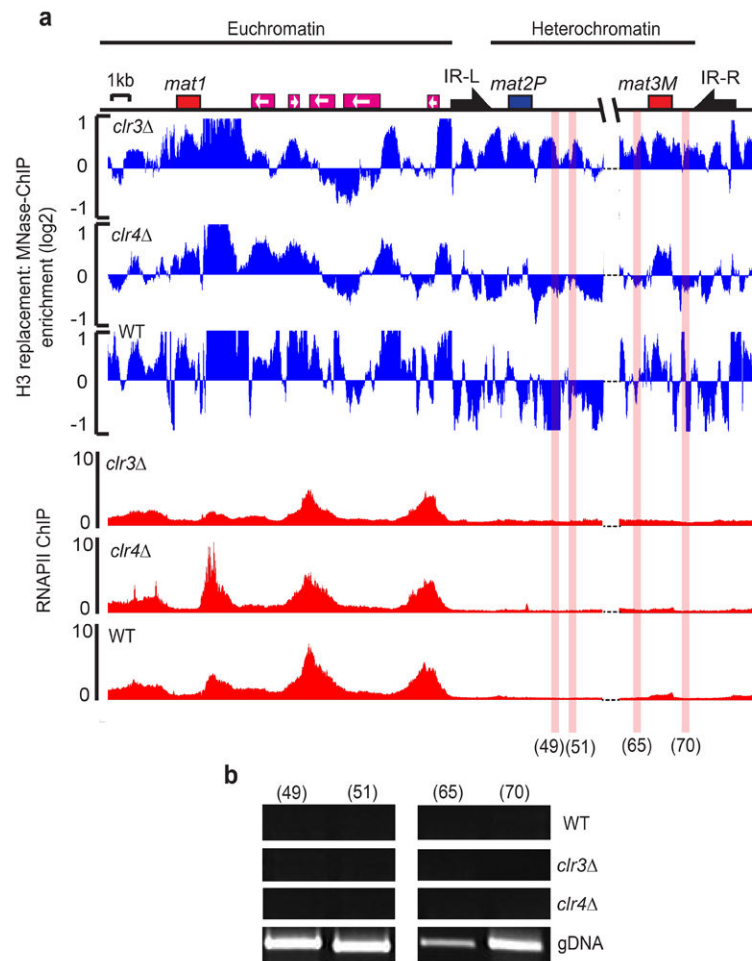 a
Euchromatin
Heterochromatin
1kb
mat1
IR-L
mat2P
mat3M
IR-R
H3 replacement: MNase-ChIP
enrichment (log2)
clr3Δ
1
0
-1
clr4Δ
1
0
-1
WT
1
0
-1
RNAPII ChIP
10
clr3Δ
0
10
clr4Δ
0
10
WT
0
(49) (51) (65) (70)
b
(49) (51) (65) (70)
WT
clr3Δ
clr4Δ
gDNA